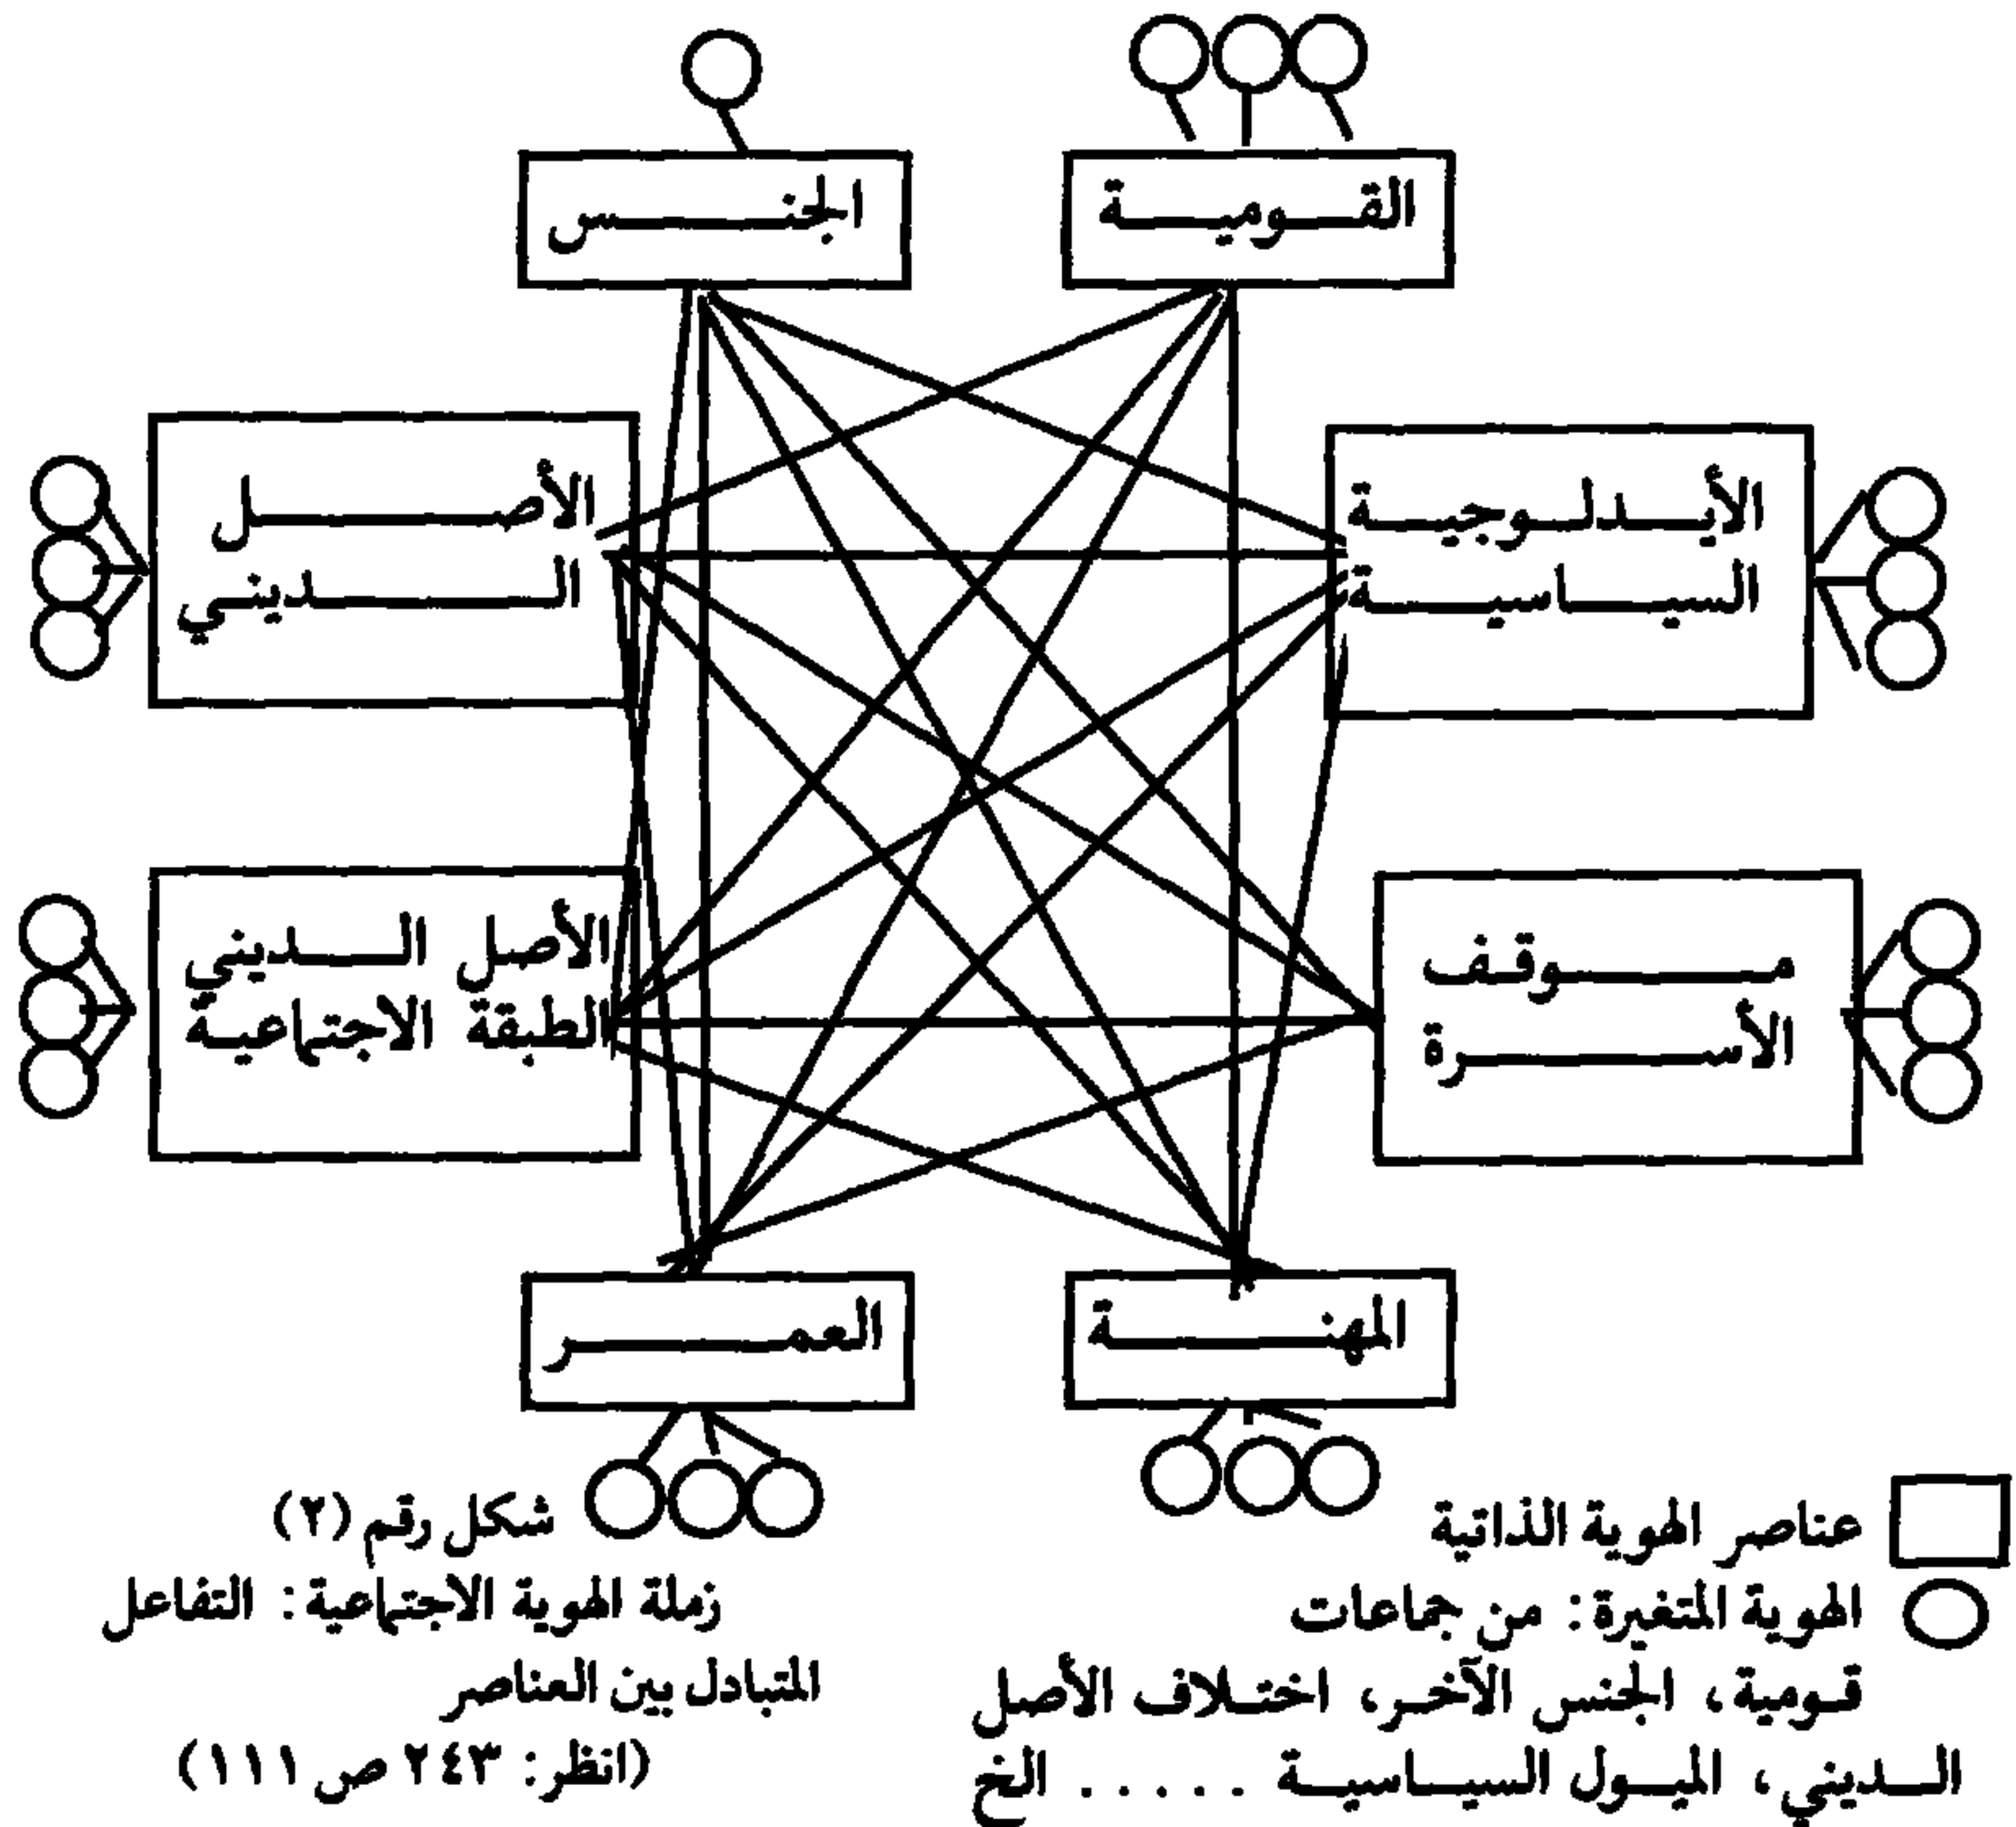 القومية
الجنس
الأيدلوجية
السياسية
الأصل
الديني
موقف
الأسرة
الأصل الديني
الطبقة الاجتماعية
المهنة
العمر
عناصر الهوية الذاتية
الهوية المتغيرة: من جماعات
قومية، الجنس الآخر، اختلاف الأصل
الديني، الميول السياسية ..... الخ
شكل رقم (٢)
زملة الهوية الاجتماعية: التفاعل
المتبادل بين العناصر
(انظر: ٢٤٣ ص ١١١)